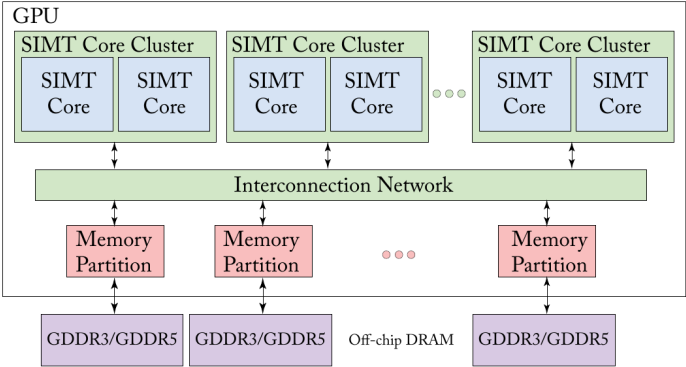 GPU
SIMT Core Cluster
SIMT Core Cluster
SIMT Core Cluster
SIMT
Core
SIMT
Core
SIMT
Core
SIMT
Core
SIMT
Core
SIMT
Core
Interconnection Network
Memory
Partition
Memory
Partition
Memory
Partition
GDDR3/GDDR5
GDDR3/GDDR5
Off-chip DRAM
GDDR3/GDDR5